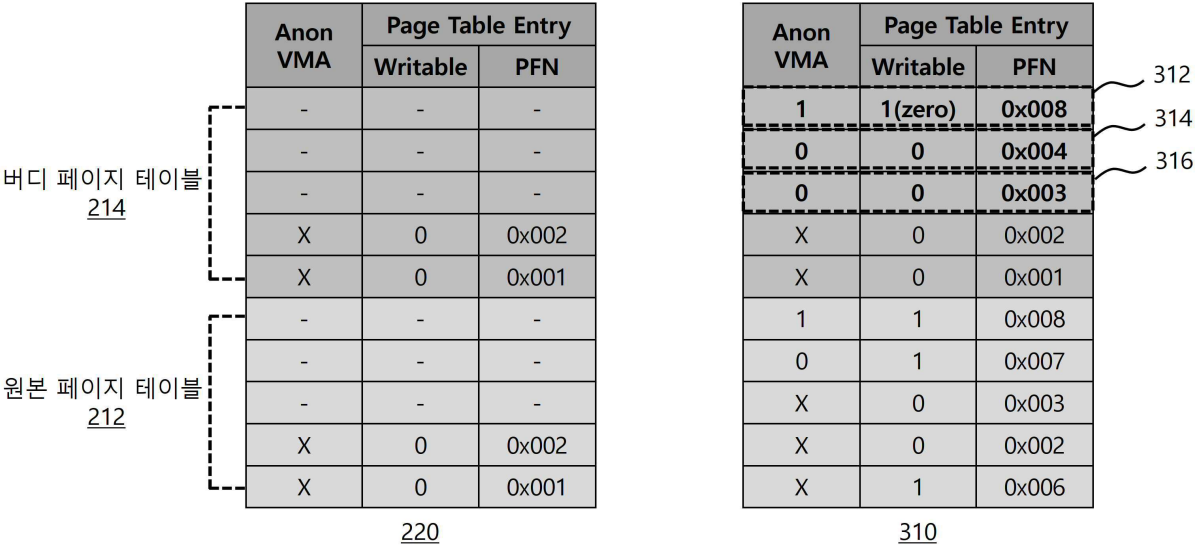 Anon VMA | Page Table Entry
Writable | PFN
- | - | -
- | - | -
- | - | -
X | 0 | 0x002
X | 0 | 0x001
- | - | -
- | - | -
- | - | -
X | 0 | 0x002
X | 0 | 0x001
220
버디 페이지 테이블
214
원본 페이지 테이블
212
Anon VMA | Page Table Entry
Writable | PFN
1 | 1(zero) | 0x008
0 | 0 | 0x004
0 | 0 | 0x003
X | 0 | 0x002
X | 0 | 0x001
1 | 1 | 0x008
0 | 1 | 0x007
X | 0 | 0x003
X | 0 | 0x002
X | 1 | 0x006
310
312
314
316